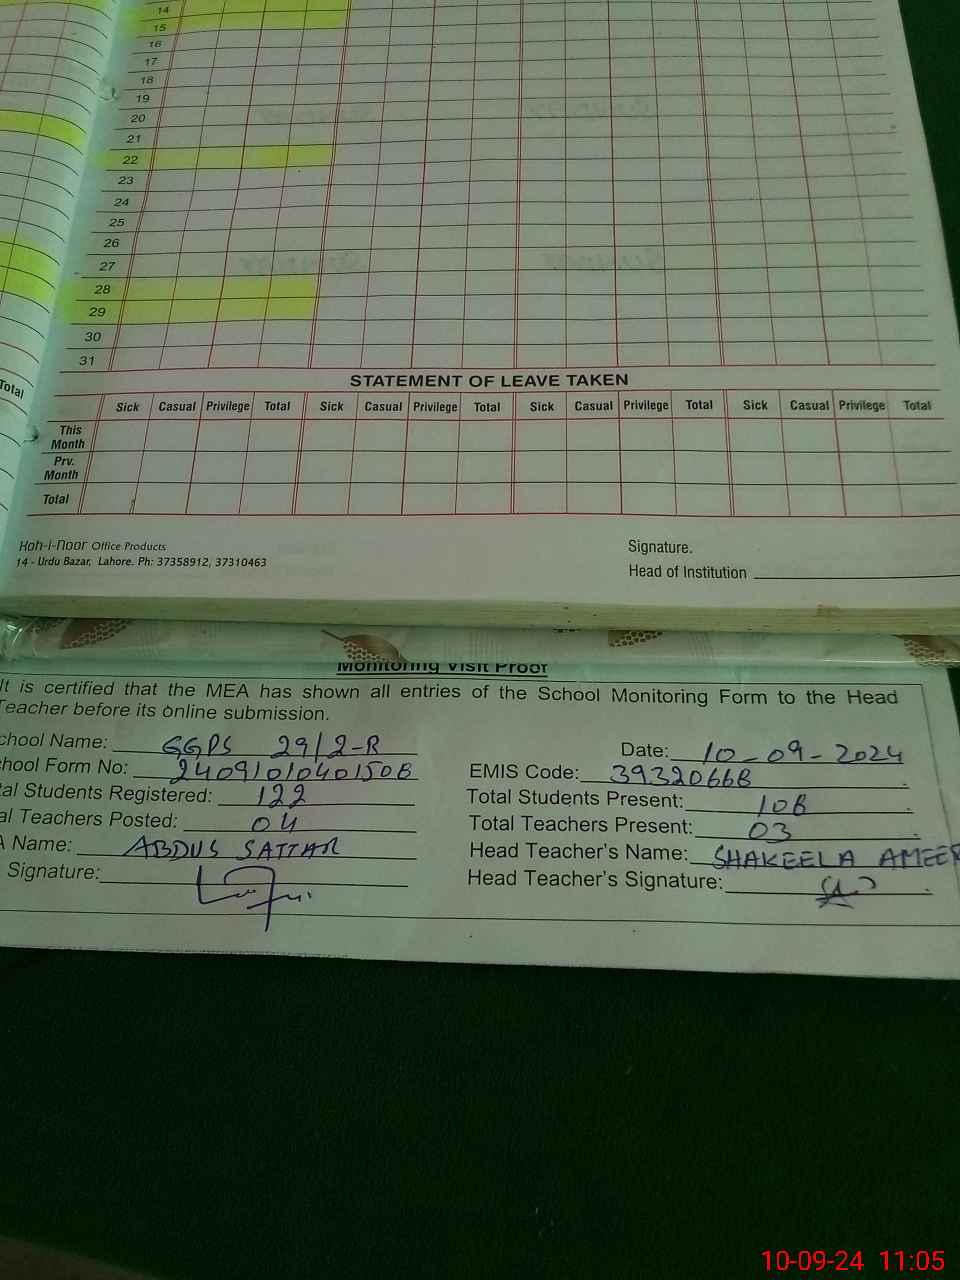 14
15
16
17
18
19
20
21
22
23
24
25
26
27
28
29
30
31
Total
STATEMENT OF LEAVE TAKEN
Sick Casual Privilege Total Sick Casual Privilege Total Sick Casual Privilege Total Sick Casual Privilege Total
This Month
Prv. Month
Total
Koh-i-noor Office Products
14 - Urdu Bazar, Lahore. Ph: 37358912, 37310463
Signature.
Head of Institution
Monitoring Visit Proof
It is certified that the MEA has shown all entries of the School Monitoring Form to the Head
Teacher before its online submission.
chool Name: GGPS 29/2-R
Date: 10-09-2024
chool Form No: 24091010401508
EMIS Code: 39320668
al Students Registered: 122
Total Students Present: 108
al Teachers Posted: 04
Total Teachers Present: 03
A Name: ABDUS SATTAR
Head Teacher's Name: SHAKEELA AMEER
Signature:
Head Teacher's Signature:
10-09-24 11:05